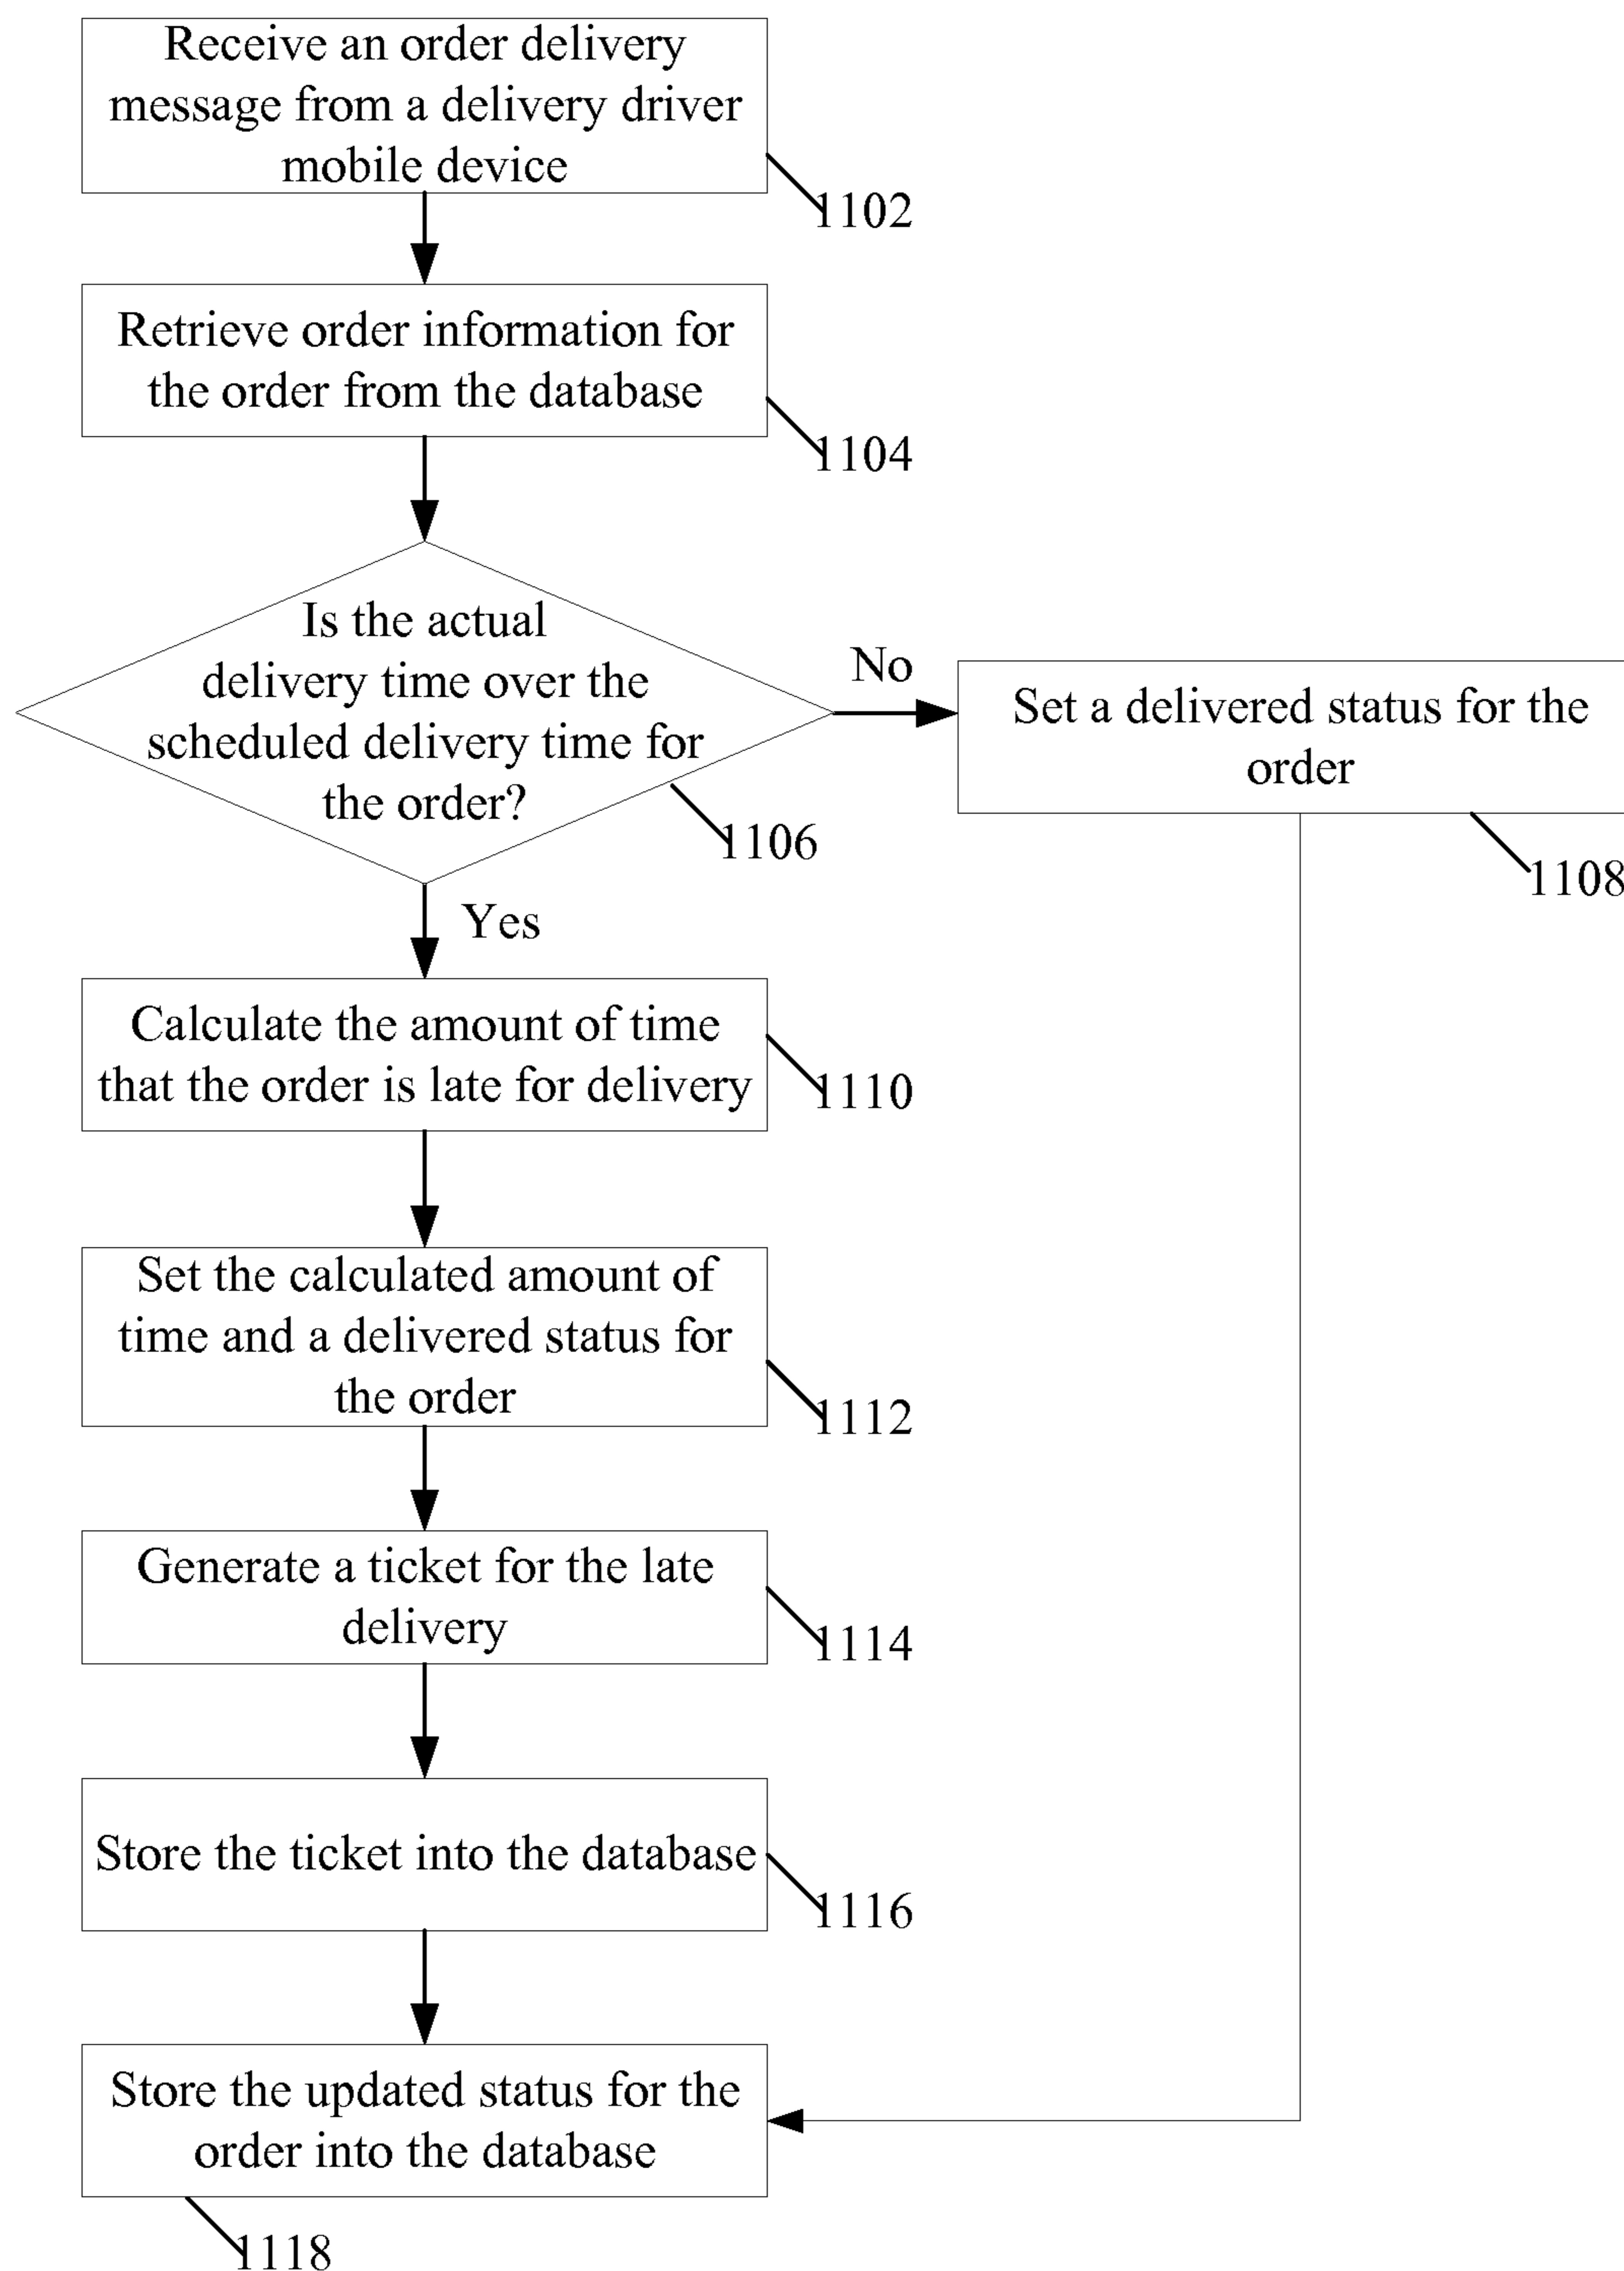 Receive an order delivery
message from a delivery driver
mobile device
1102
Retrieve order information for
the order from the database
1104
Is the actual
delivery time over the
scheduled delivery time for
the order?
1106
No
Set a delivered status for the
order
1108
Yes
Calculate the amount of time
that the order is late for delivery
1110
Set the calculated amount of
time and a delivered status for
the order
1112
Generate a ticket for the late
delivery
1114
Store the ticket into the database
1116
Store the updated status for the
order into the database
1118